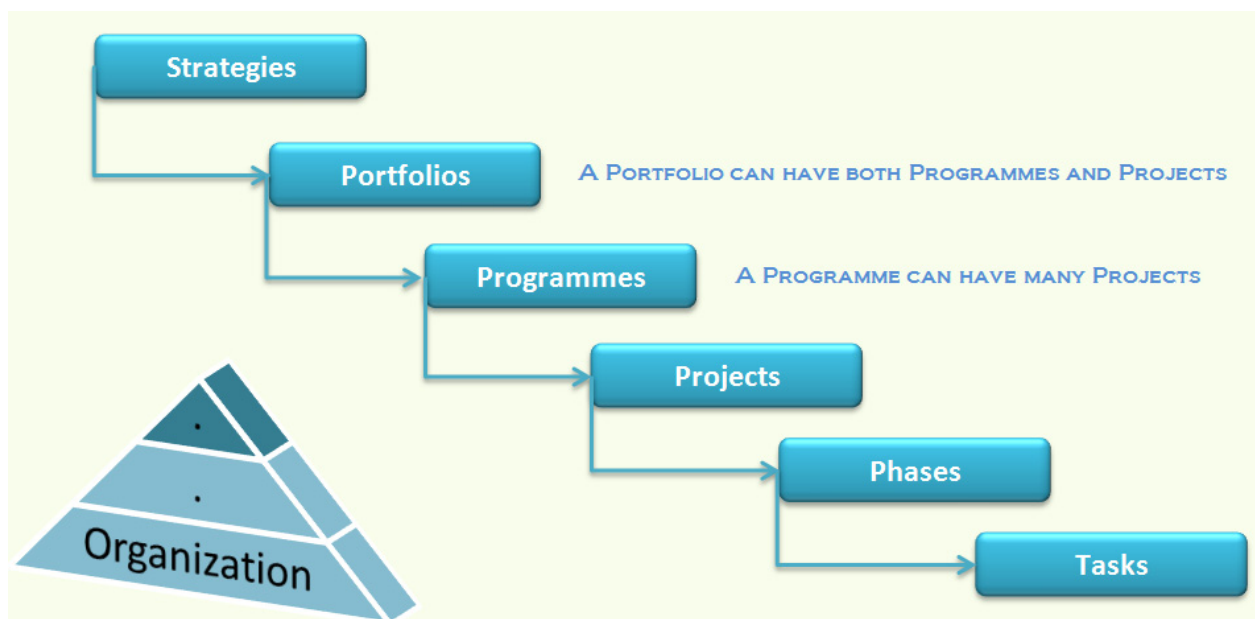 Strategies
Portfolios
A Portfolio can have both Programmes and Projects
Programmes
A Programme can have many Projects
Projects
Phases
Organization
Tasks